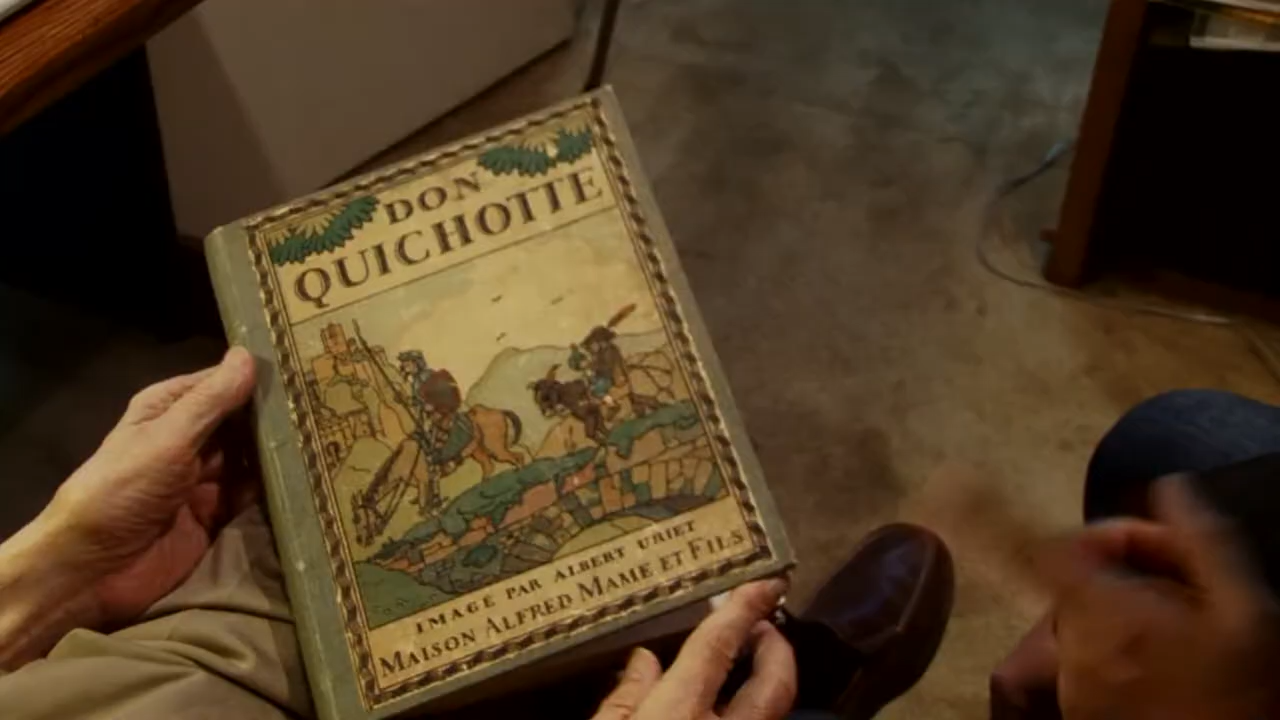 DON
QUICHOTTE
IMAGÉ PAR ALBERT URIET
MAISON ALFRED MAME ET FILS